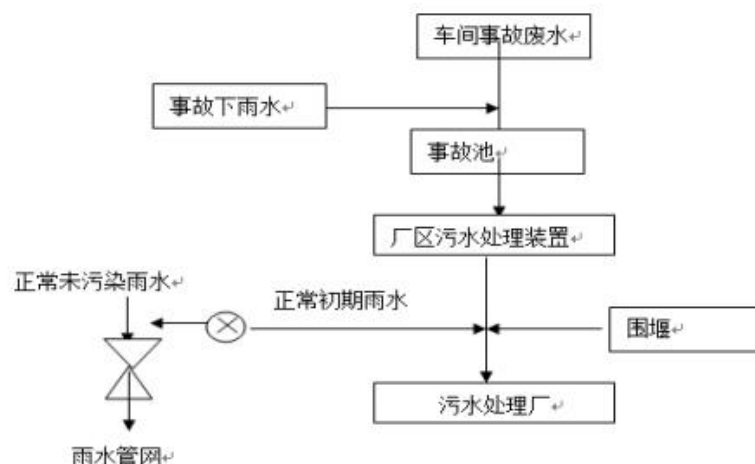 车间事故废水
事故下雨水
事故池
厂区污水处理装置
正常未污染雨水
正常初期雨水
围堰
污水处理厂
雨水管网